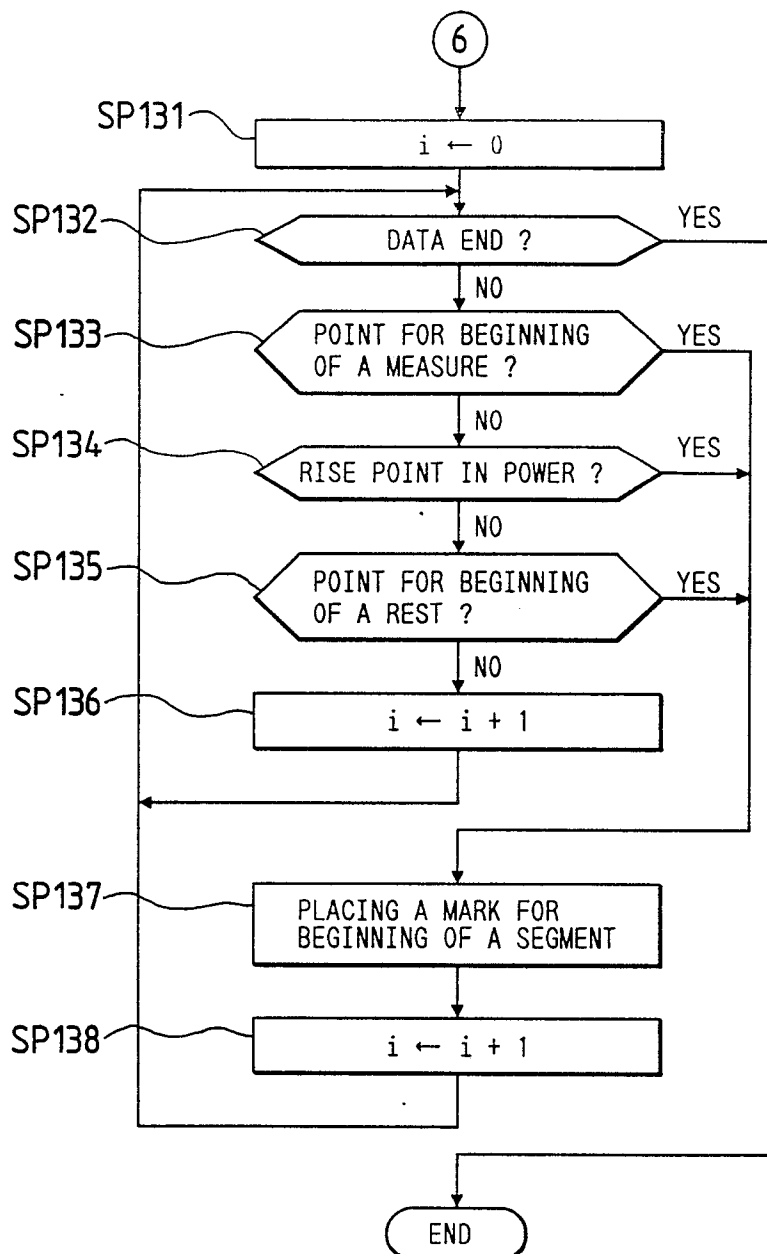 6
SP131
i ← 0
SP132
DATA END ?
YES
NO
SP133
POINT FOR BEGINNING
OF A MEASURE ?
YES
NO
SP134
RISE POINT IN POWER ?
YES
NO
SP135
POINT FOR BEGINNING
OF A REST ?
YES
NO
SP136
i ← i + 1
SP137
PLACING A MARK FOR
BEGINNING OF A SEGMENT
SP138
i ← i + 1
END